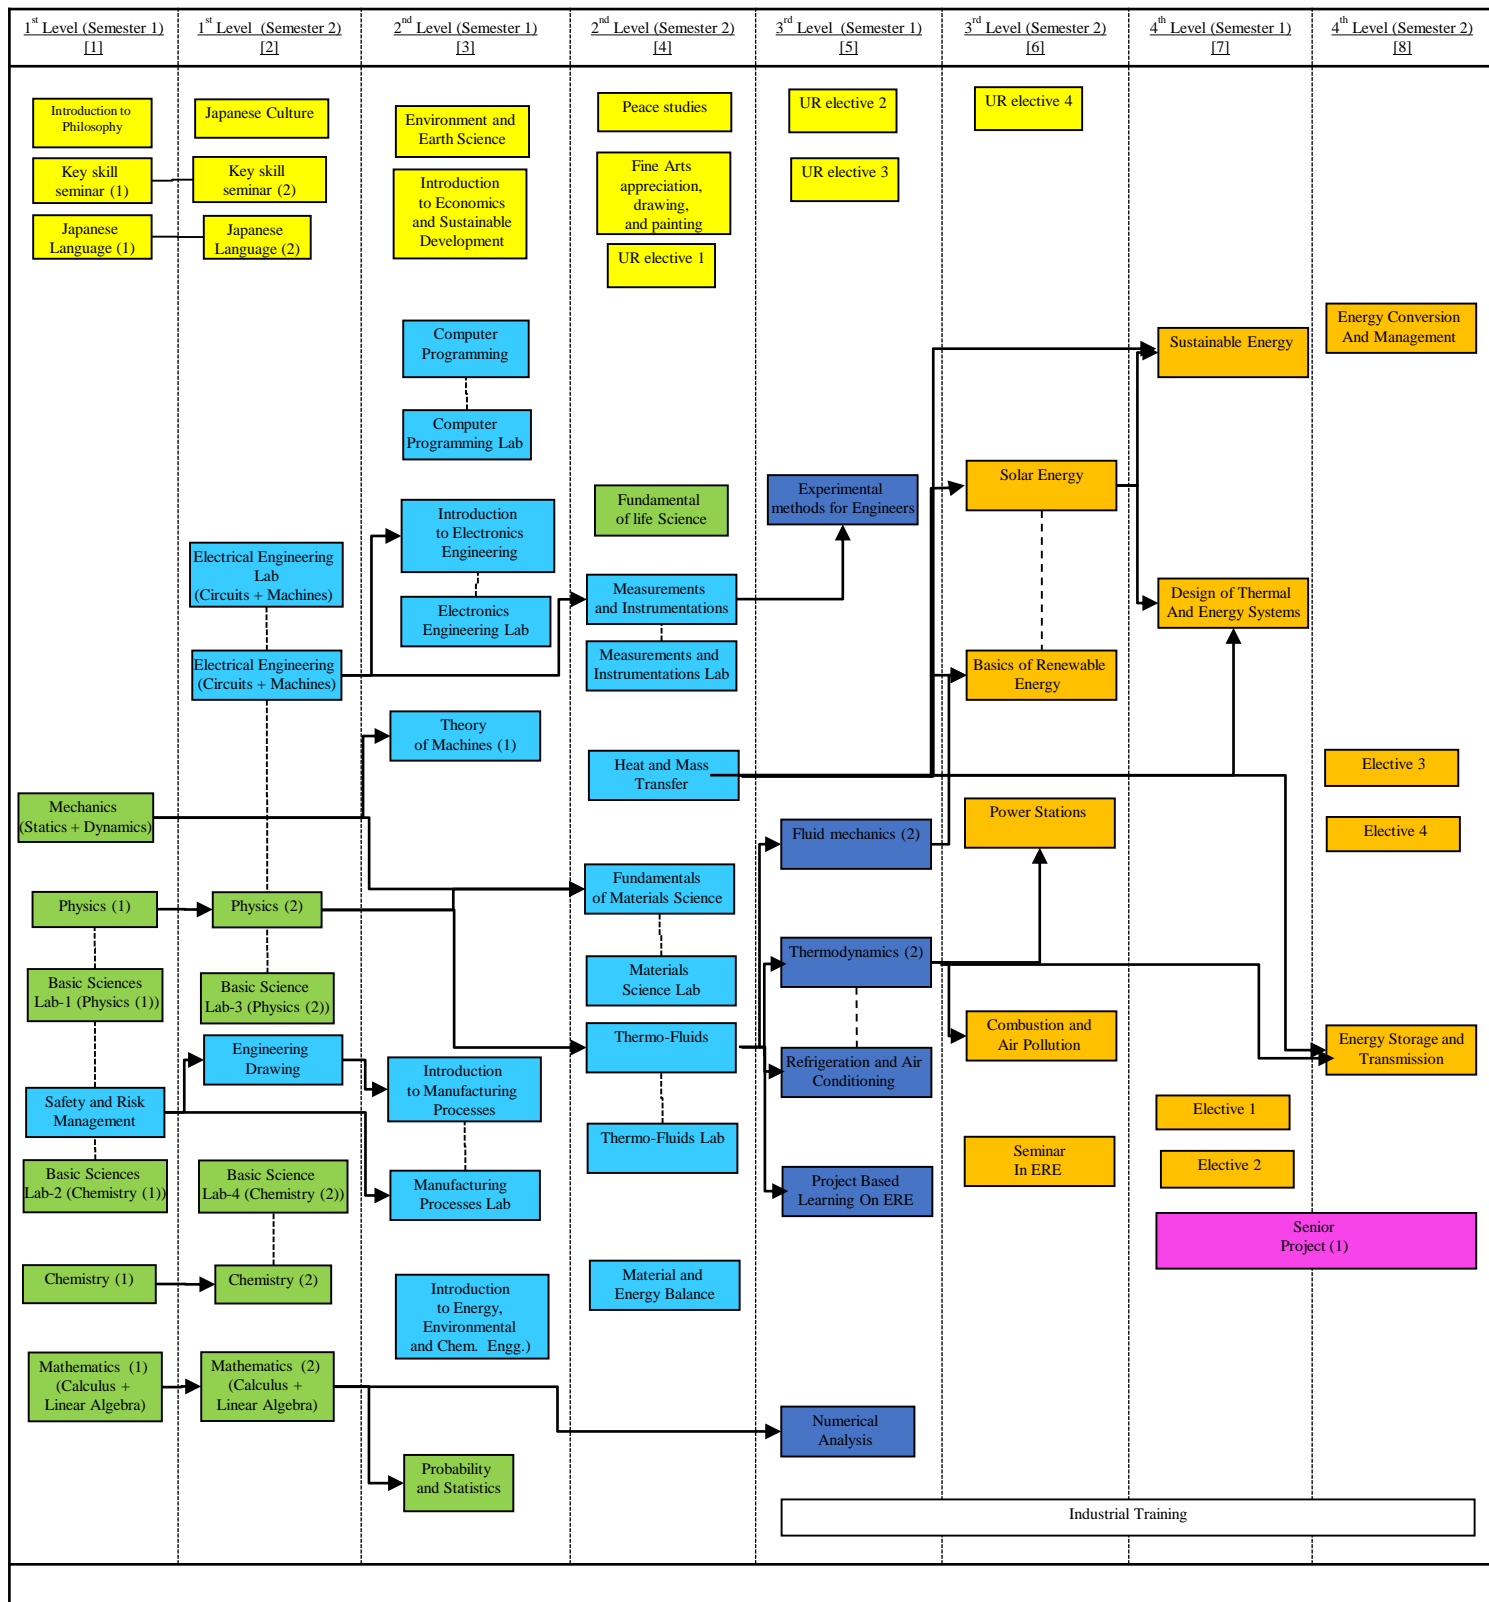 1st Level (Semester 1)
[1]
1st Level (Semester 2)
[2]
2nd Level (Semester 1)
[3]
2nd Level (Semester 2)
[4]
3rd Level (Semester 1)
[5]
3rd Level (Semester 2)
[6]
4th Level (Semester 1)
[7]
4th Level (Semester 2)
[8]
Introduction to
Philosophy
Key skill
seminar (1)
Japanese
Language (1)
Mechanics
(Statics + Dynamics)
Physics (1)
Basic Sciences
Lab-1 (Physics (1))
Safety and Risk
Management
Basic Sciences
Lab-2 (Chemistry (1))
Chemistry (1)
Mathematics (1)
(Calculus +
Linear Algebra)
Japanese Culture
Key skill
seminar (2)
Japanese
Language (2)
Electrical Engineering
Lab
(Circuits + Machines)
Electrical Engineering
(Circuits + Machines)
Physics (2)
Basic Science
Lab-3 (Physics (2))
Engineering
Drawing
Basic Science
Lab-4 (Chemistry (2))
Chemistry (2)
Mathematics (2)
(Calculus +
Linear Algebra)
Environment and
Earth Science
Introduction
to Economics
and Sustainable
Development
Computer
Programming
Computer
Programming Lab
Introduction
to Electronics
Engineering
Electronics
Engineering Lab
Theory
of Machines (1)
Introduction
to Manufacturing
Processes
Manufacturing
Processes Lab
Introduction
to Energy,
Environmental
and Chem. Engg.)
Probability
and Statistics
Peace studies
Fine Arts
appreciation,
drawing,
and painting
UR elective 1
Fundamental
of life Science
Measurements
and Instrumentations
Measurements and
Instrumentations Lab
Heat and Mass
Transfer
Fundamentals
of Materials Science
Materials
Science Lab
Thermo-Fluids
Thermo-Fluids Lab
Material and
Energy Balance
UR elective 2
UR elective 3
Experimental
methods for Engineers
Fluid mechanics (2)
Thermodynamics (2)
Refrigeration and Air
Conditioning
Project Based
Learning On ERE
Numerical
Analysis
UR elective 4
Solar Energy
Basics of Renewable
Energy
Power Stations
Combustion and
Air Pollution
Seminar
In ERE
Sustainable Energy
Design of Thermal
And Energy Systems
Elective 1
Elective 2
Senior
Project (1)
Energy Conversion
And Management
Elective 3
Elective 4
Energy Storage and
Transmission
Industrial Training